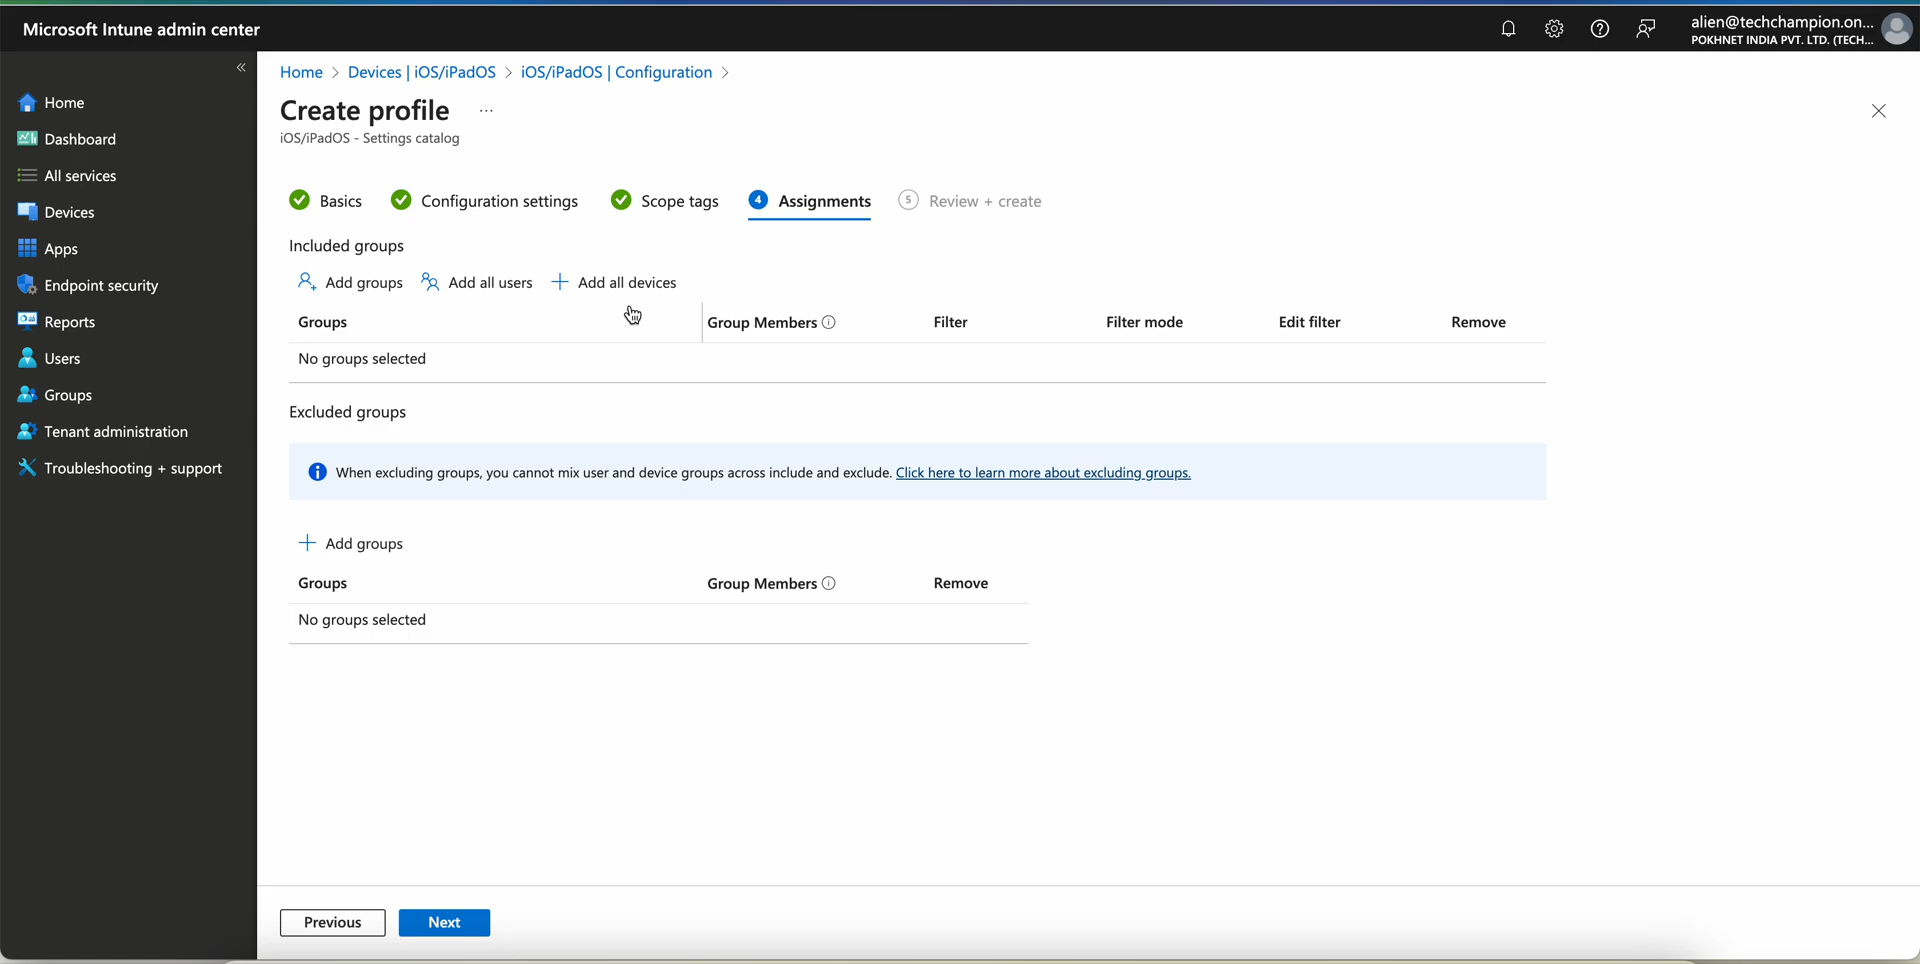 Microsoft Intune admin center
alien@techchampion.on...
POKHNET INDIA PVT. LTD. (TECH...
«
Home
Dashboard
All services
Devices
Apps
Endpoint security
Reports
Users
Groups
Tenant administration
Troubleshooting + support
Home > Devices | iOS/iPadOS > iOS/iPadOS | Configuration >
Create profile ...
iOS/iPadOS - Settings catalog
Basics Configuration settings Scope tags 4 Assignments 5 Review + create
Included groups
Add groups Add all users Add all devices
Groups Group Members Filter Filter mode Edit filter Remove
No groups selected
Excluded groups
When excluding groups, you cannot mix user and device groups across include and exclude. Click here to learn more about excluding groups.
Add groups
Groups Group Members Remove
No groups selected
Previous Next